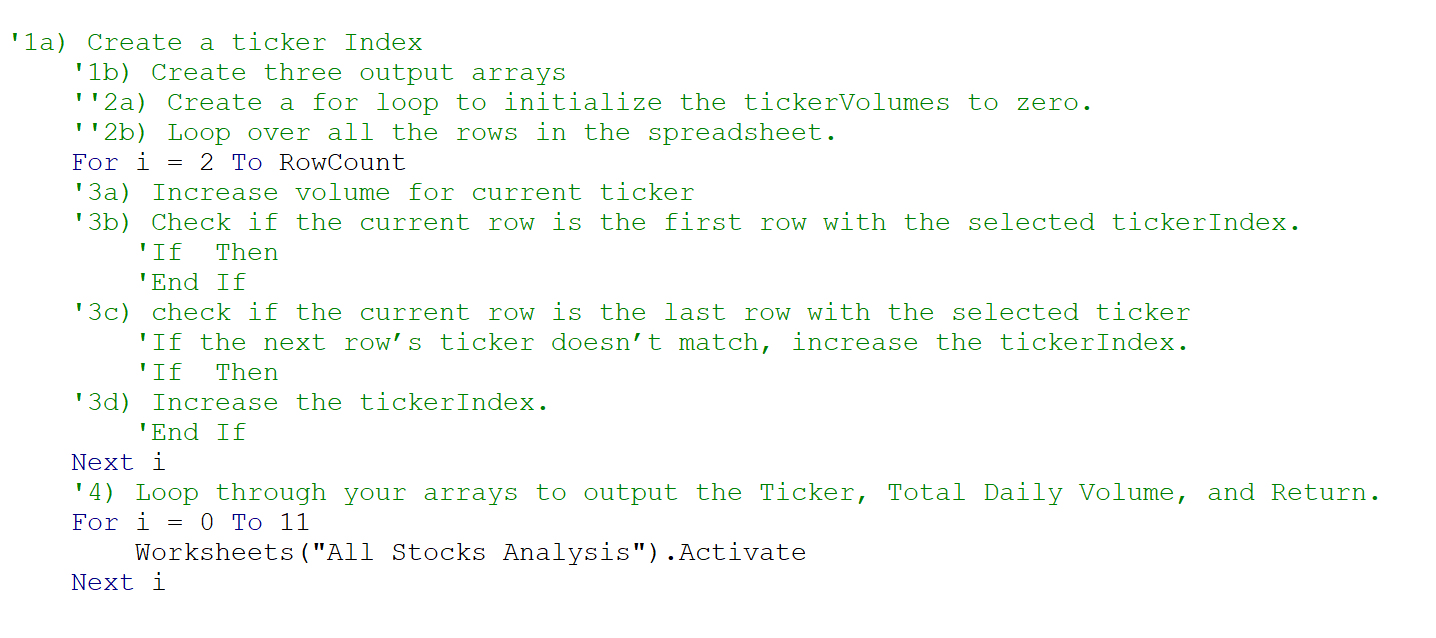 '1a) Create a ticker Index
'1b) Create three output arrays
''2a) Create a for loop to initialize the tickerVolumes to zero.
''2b) Loop over all the rows in the spreadsheet.
For i = 2 To RowCount
'3a) Increase volume for current ticker
'3b) Check if the current row is the first row with the selected tickerIndex.
'If  Then
'End If
'3c) check if the current row is the last row with the selected ticker
'If the next row’s ticker doesn’t match, increase the tickerIndex.
'If  Then
'3d) Increase the tickerIndex.
'End If
Next i
'4) Loop through your arrays to output the Ticker, Total Daily Volume, and Return.
For i = 0 To 11
Worksheets("All Stocks Analysis").Activate
Next i